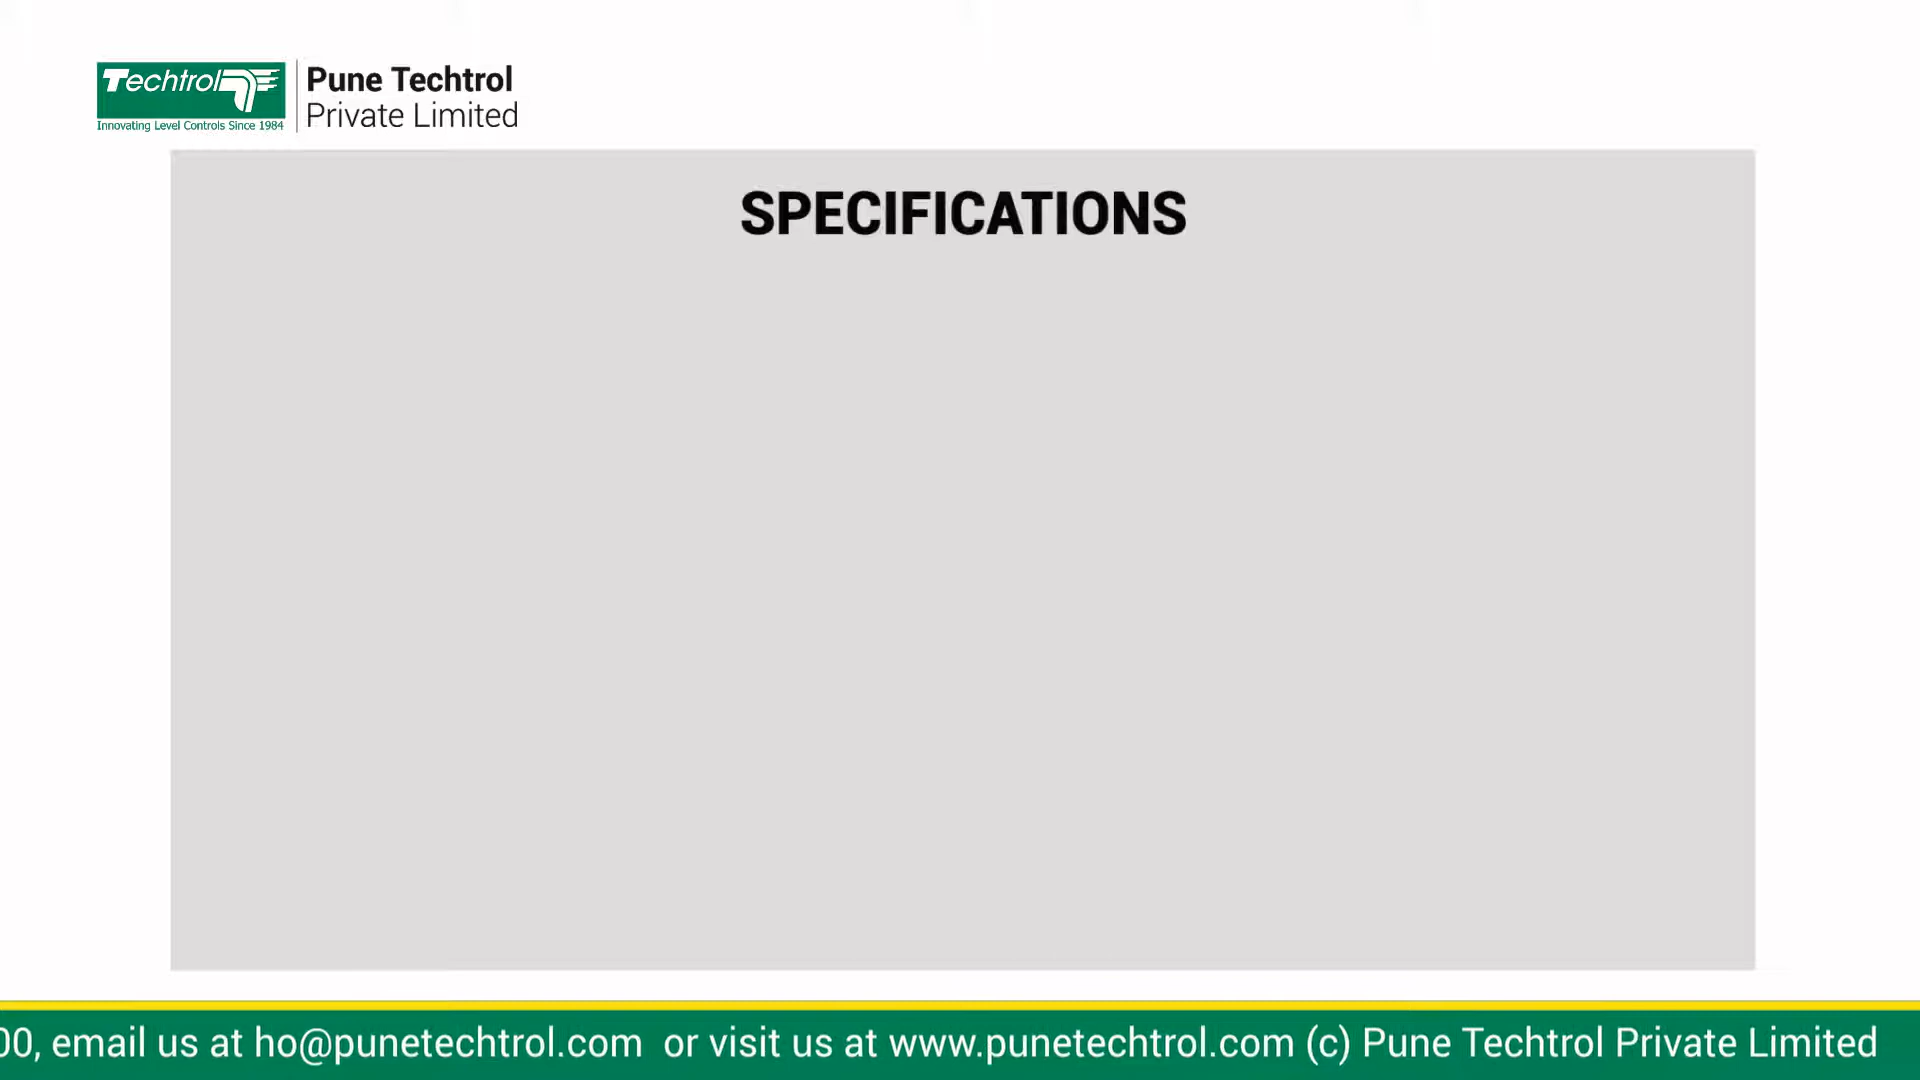 Techtrol
Innovating Level Controls Since 1984
Pune Techtrol
Private Limited
SPECIFICATIONS
00, email us at ho@punetechtrol.com or visit us at www.punetechtrol.com (c) Pune Techtrol Private Limited